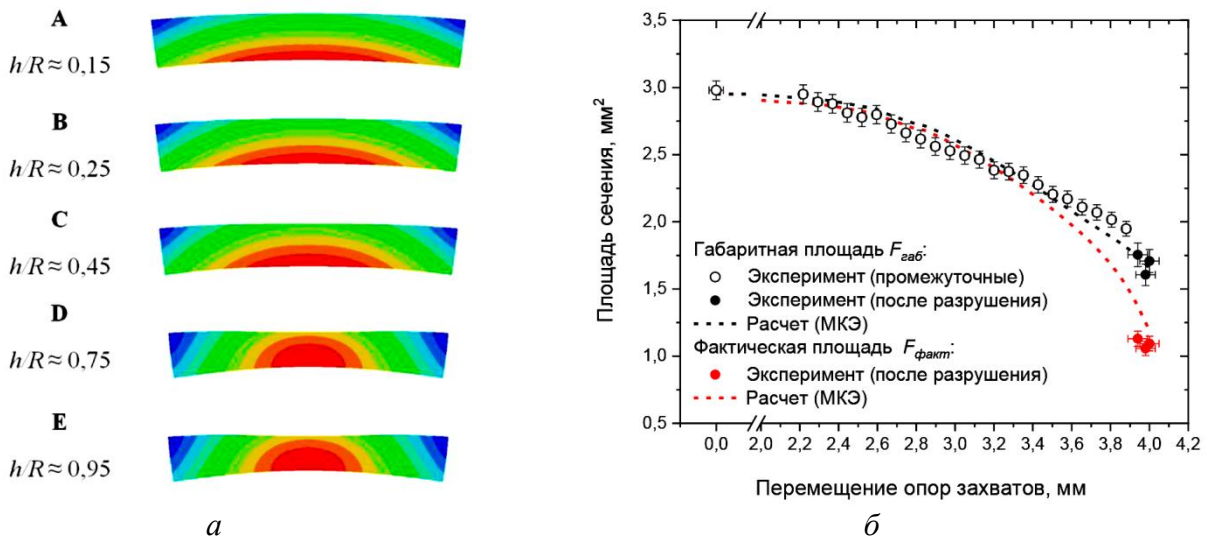 A
h/R ≈ 0,15
B
h/R ≈ 0,25
C
h/R ≈ 0,45
D
h/R ≈ 0,75
E
h/R ≈ 0,95
а
Площадь сечения, мм²
3,5
3,0
2,5
2,0
1,5
1,0
0,5
Габаритная площадь Fгаб:
Эксперимент (промежуточные)
Эксперимент (после разрушения)
Расчет (МКЭ)
Фактическая площадь Fфакт:
Эксперимент (после разрушения)
Расчет (МКЭ)
0,0 2,0 2,2 2,4 2,6 2,8 3,0 3,2 3,4 3,6 3,8 4,0 4,2
Перемещение опор захватов, мм
б